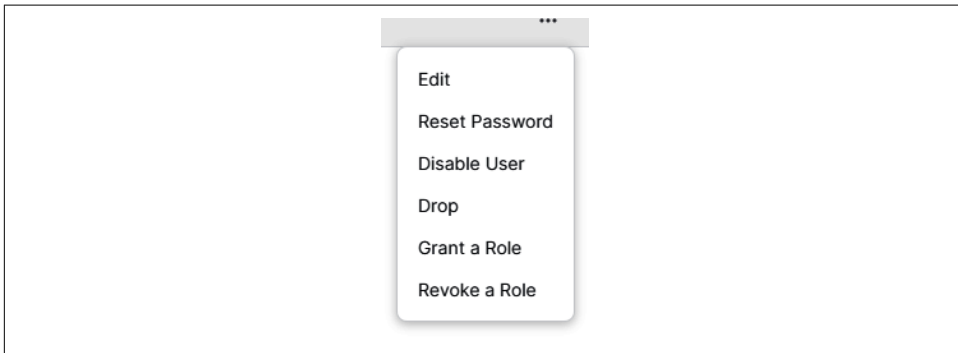 Edit
Reset Password
Disable User
Drop
Grant a Role
Revoke a Role